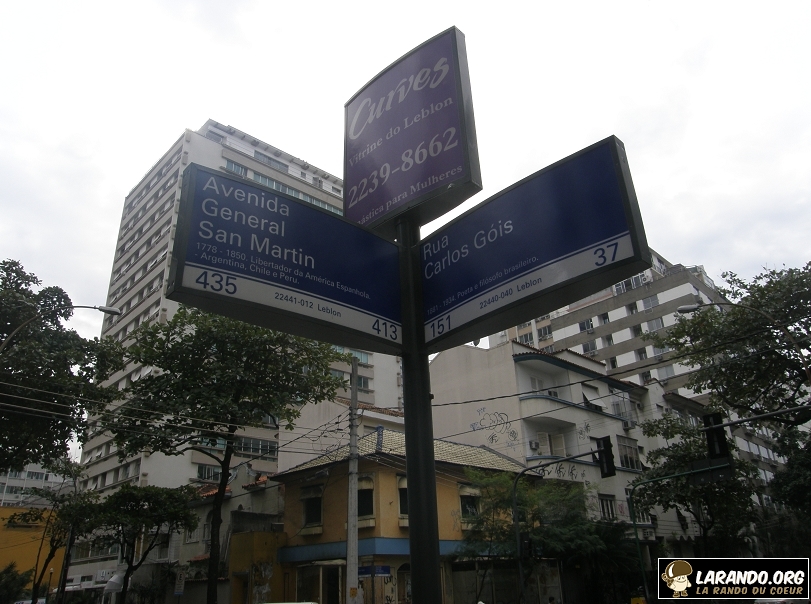 Curves
Vitrine do Leblon
2239-8662
para Mulheres
Avenida
General
San Martin
1778 - 1850. Libertador da América Espanhola.
- Argentina, Chile e Peru.
435
22441-012 Leblon
413
Rua
Carlos Góis
1881 - 1934. Poeta e filósofo brasileiro.
151
22440-040 Leblon
37
LARANDO.ORG
LA RANDO DU COEUR